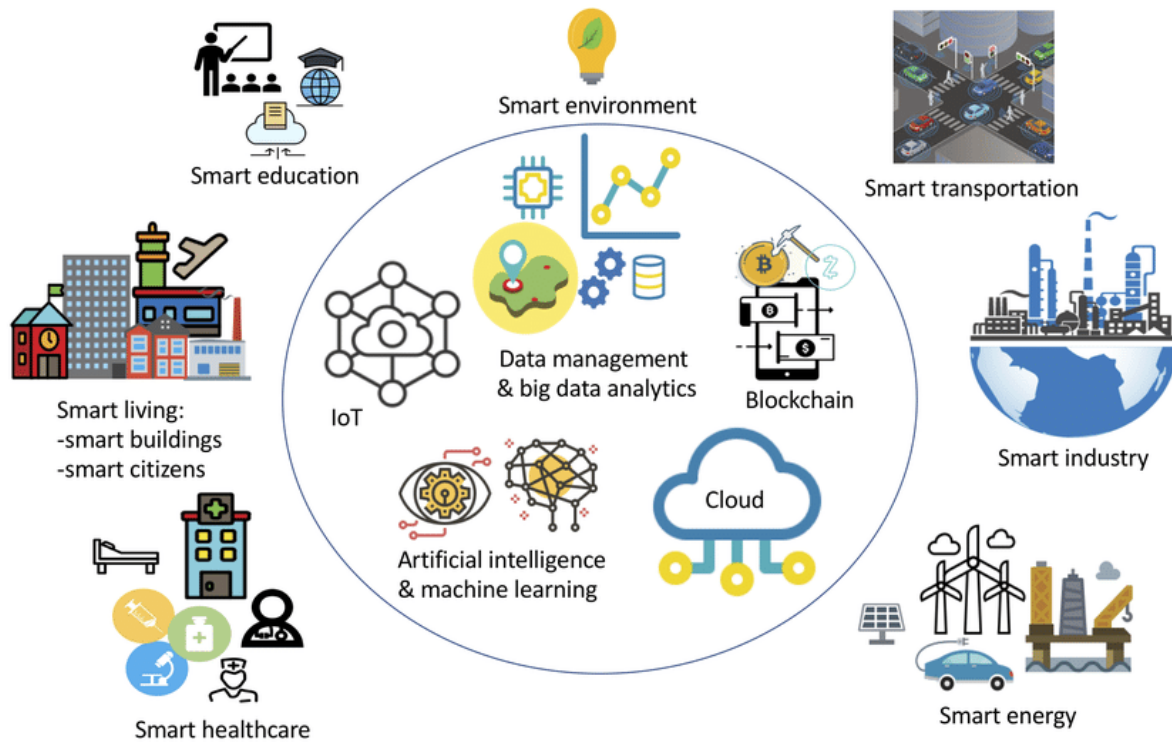 Smart environment
Smart education
Smart transportation
Smart living:
-smart buildings
-smart citizens
IoT
Data management
& big data analytics
Blockchain
Smart industry
Artificial intelligence
& machine learning
Cloud
Smart healthcare
Smart energy